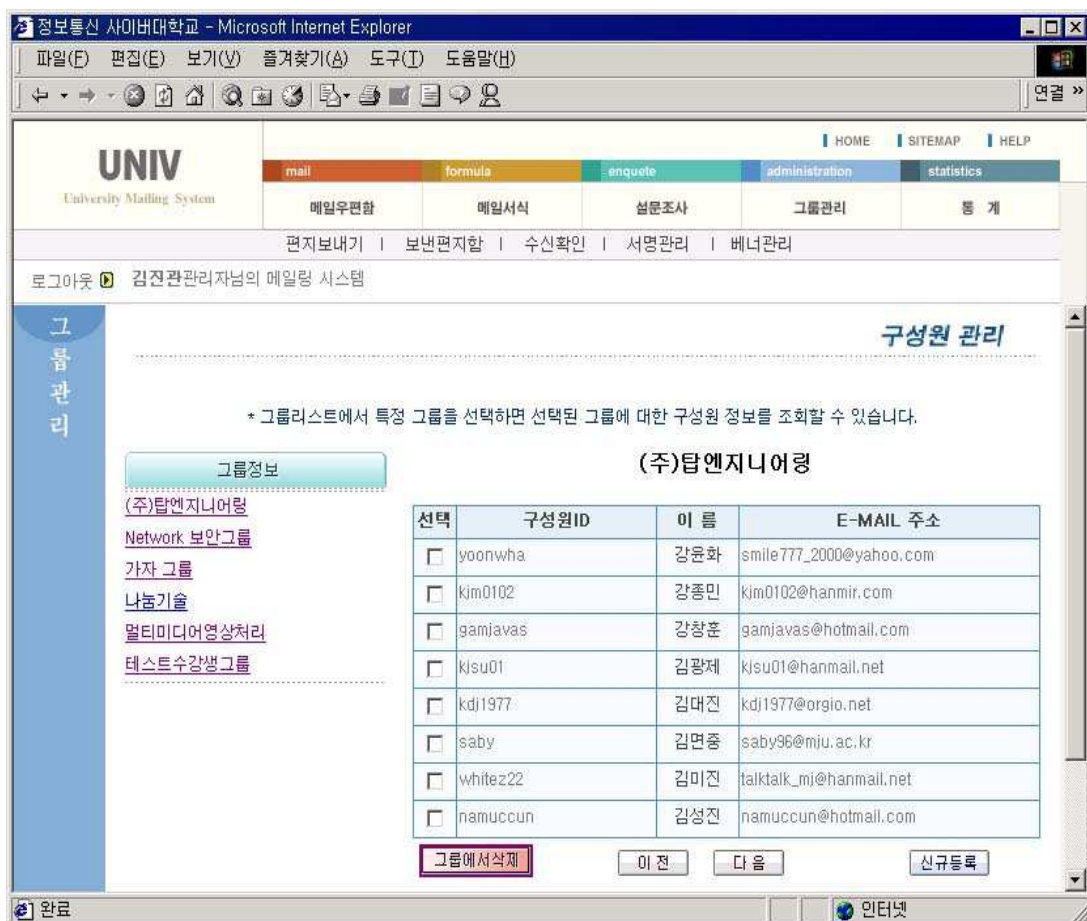 정보통신 사이버대학교 - Microsoft Internet Explorer
파일(F) 편집(E) 보기(V) 즐겨찾기(A) 도구(T) 도움말(H)
연결 »
HOME SITEMAP HELP
UNIV
University Mailing System
mail formula enquete administration statistics
메일우편함 메일서식 설문조사 그룹관리 통 계
편지보내기 | 보낸편지함 | 수신확인 | 서명관리 | 베너관리
로그아웃 김진관관리자님의 메일링 시스템
그룹관리
구성원 관리
* 그룹리스트에서 특정 그룹을 선택하면 선택된 그룹에 대한 구성원 정보를 조회할 수 있습니다.
그룹정보
(주)탑엔지니어링
Network 보안그룹
가자 그룹
나눔기술
멀티미디어영상처리
테스트수강생그룹
(주)탑엔지니어링
선택 구성원ID 이 름 E-MAIL 주소
yoonwha 강윤화 smile777_2000@yahoo.com
kjm0102 강종민 kjm0102@hanmir.com
gamjavas 강창훈 gamjavas@hotmail.com
kjsu01 김광제 kjsu01@hanmail.net
kdj1977 김대진 kdj1977@orgio.net
saby 김면중 saby96@mju.ac.kr
whitez22 김미진 talktalk_mj@hanmail.net
namuccun 김성진 namuccun@hotmail.com
그룹에서삭제 이 전 다 음 신규등록
완료 인터넷